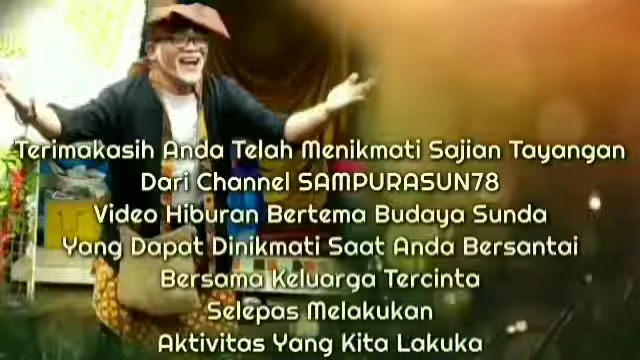 Terimakasih Anda Telah Menikmati Sajian Tayangan
Dari Channel SAMPURASUN78
Video Hiburan Bertema Budaya Sunda
Yang Dapat Dinikmati Saat Anda Bersantai
Bersama Keluarga Tercinta
Selepas Melakukan
Aktivitas Yang Kita Lakuka